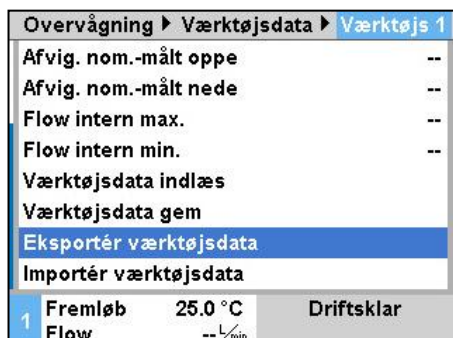 Overvågning ▶ Værktøjsdata ▶ Værktøjs 1
Afvig. nom.-målt oppe --
Afvig. nom.-målt nede --
Flow intern max. --
Flow intern min. --
Værktøjsdata indlæs
Værktøjsdata gem
Eksportér værktøjsdata
Importér værktøjsdata
1 Fremløb 25.0 °C Driftsklar
Flow -- L/min